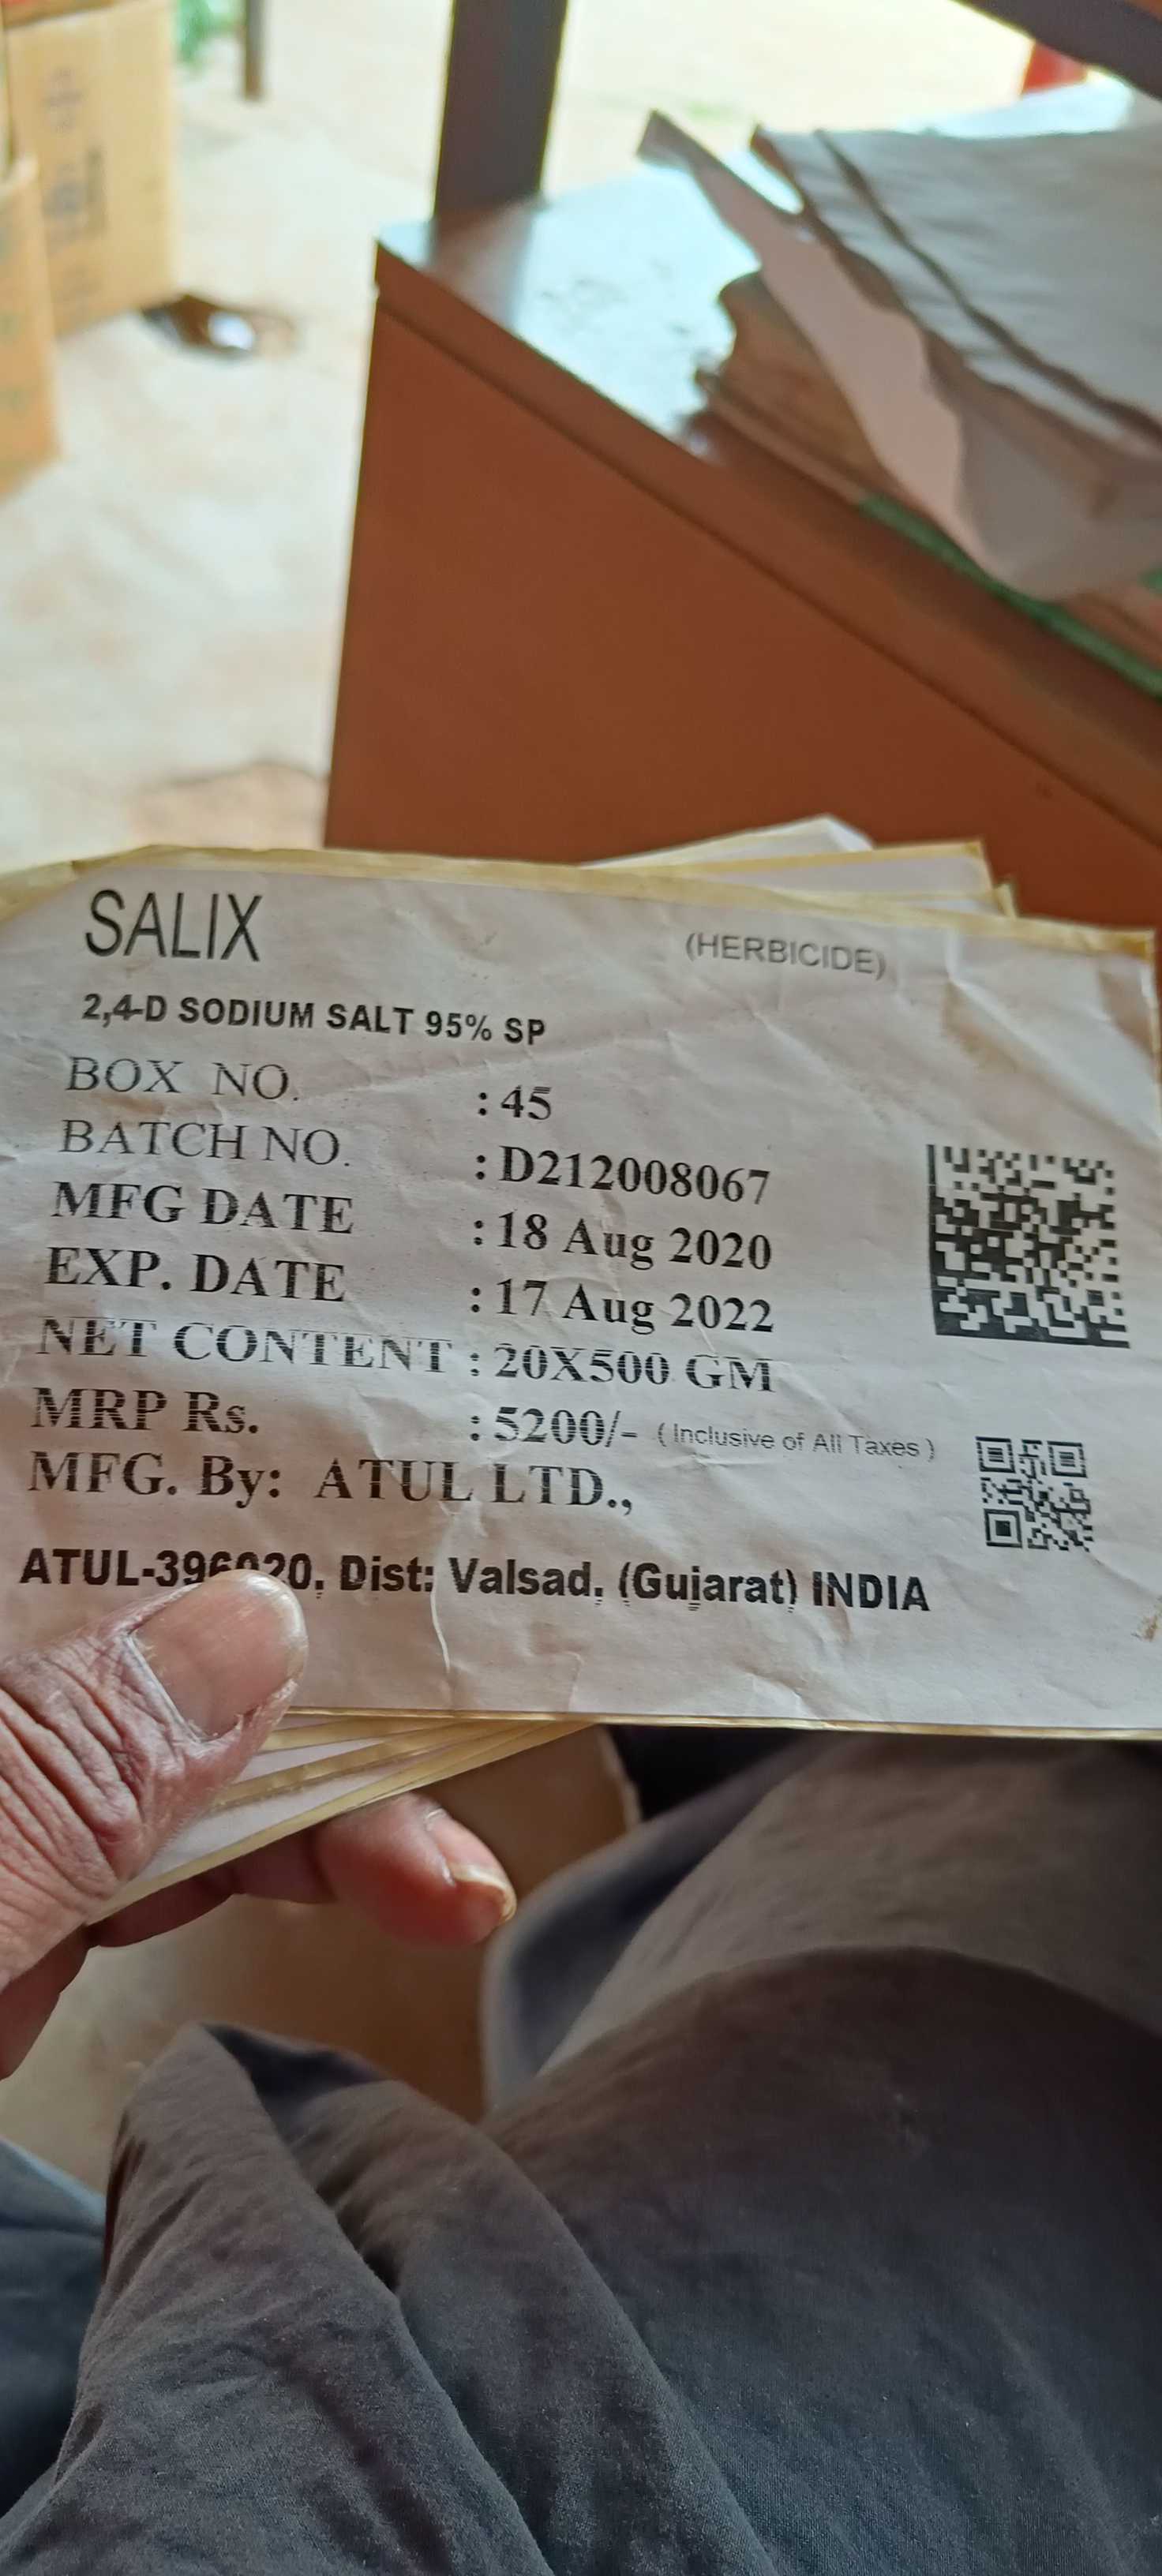 SALIX (HERBICIDE)
2,4-D SODIUM SALT 95% SP
BOX NO. : 45
BATCH NO. : D212008067
MFG DATE : 18 Aug 2020
EXP. DATE : 17 Aug 2022
NET CONTENT : 20X500 GM
MRP Rs. : 5200/- ( Inclusive of All Taxes )
MFG. By: ATUL LTD.,
ATUL-396020, Dist: Valsad, (Gujarat) INDIA